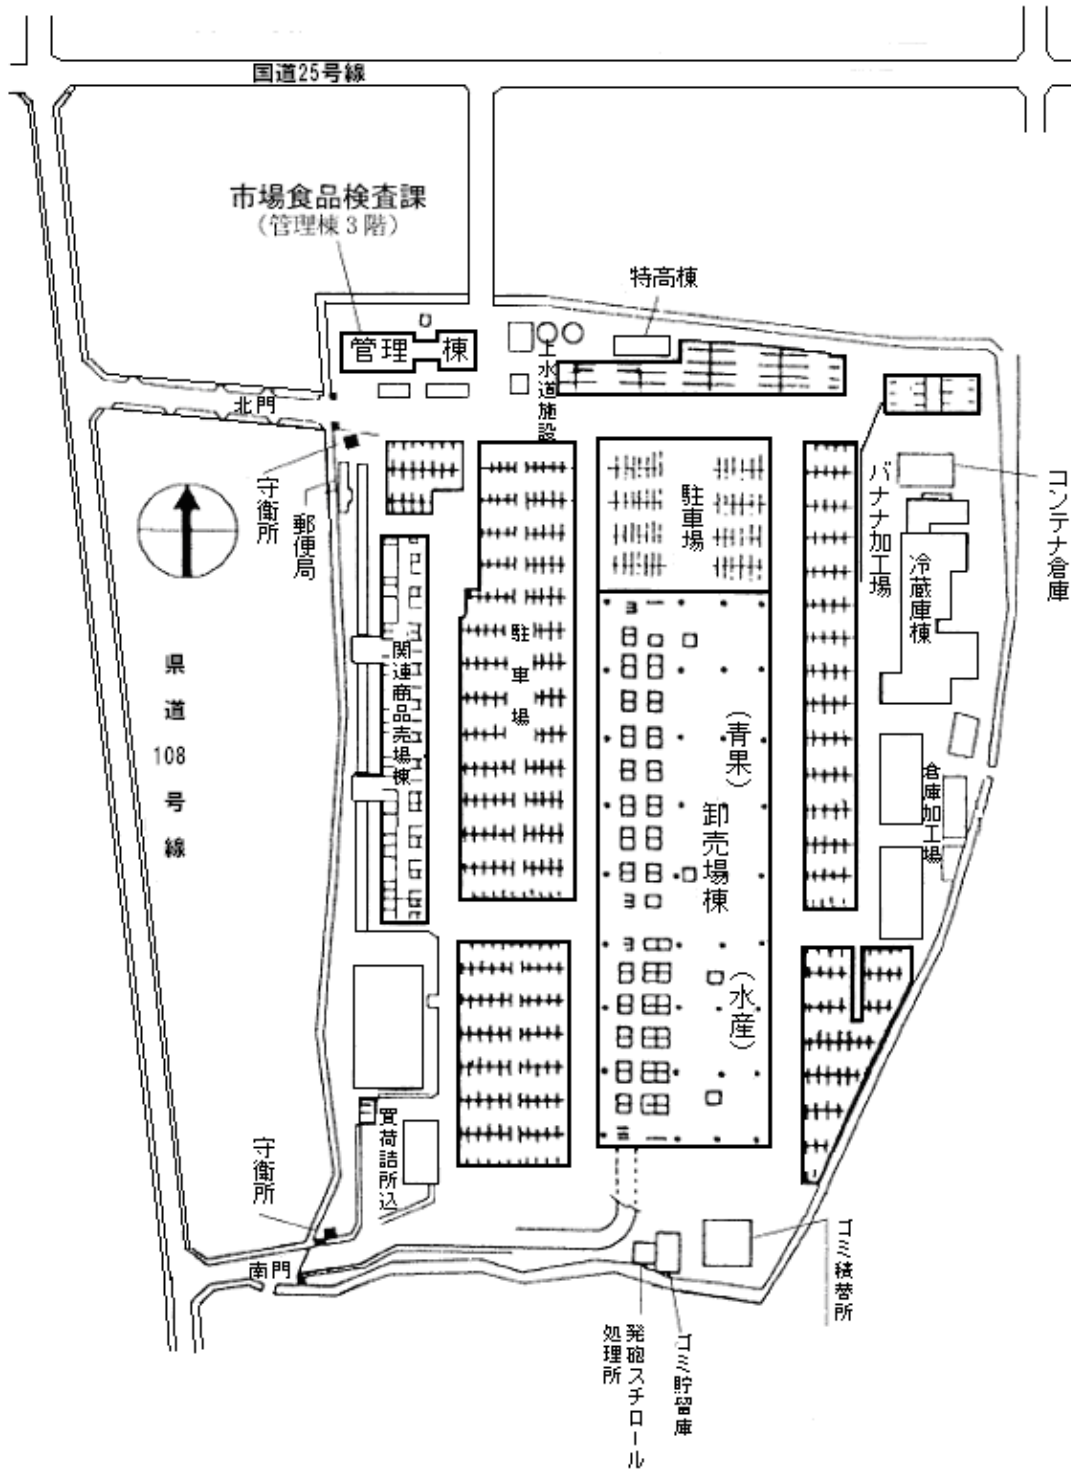 国道25号線
市場食品検査課
（管理棟３階）
特高棟
管理 棟
上水道施設
北門
守衛所
郵便局
駐車場
バナナ加工場
コンテナ倉庫
冷蔵庫棟
県道108号線
関連商品売場棟
駐車場
（青果）
卸売場棟
（水産）
倉庫加工場
守衛所
買荷詰所込
南門
ゴミ積替所
発砲スチロール
処理所
ゴミ貯留庫